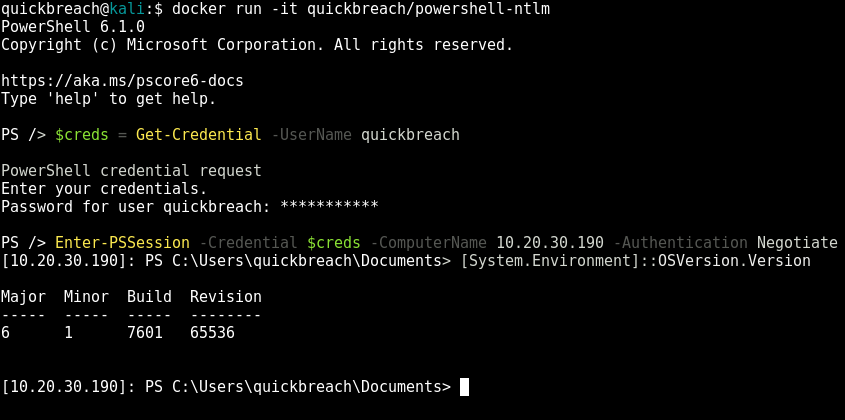 quickbreach@kali:$ docker run -it quickbreach/powershell-ntlm
PowerShell 6.1.0
Copyright (c) Microsoft Corporation. All rights reserved.
https://aka.ms/pscore6-docs
Type 'help' to get help.
PS /> $creds = Get-Credential -UserName quickbreach
PowerShell credential request
Enter your credentials.
Password for user quickbreach: ***********
PS /> Enter-PSSession -Credential $creds -ComputerName 10.20.30.190 -Authentication Negotiate
[10.20.30.190]: PS C:\Users\quickbreach\Documents> [System.Environment]::OSVersion.Version
Major  Minor  Build  Revision
-----  -----  -----  --------
6      1      7601   65536
[10.20.30.190]: PS C:\Users\quickbreach\Documents>